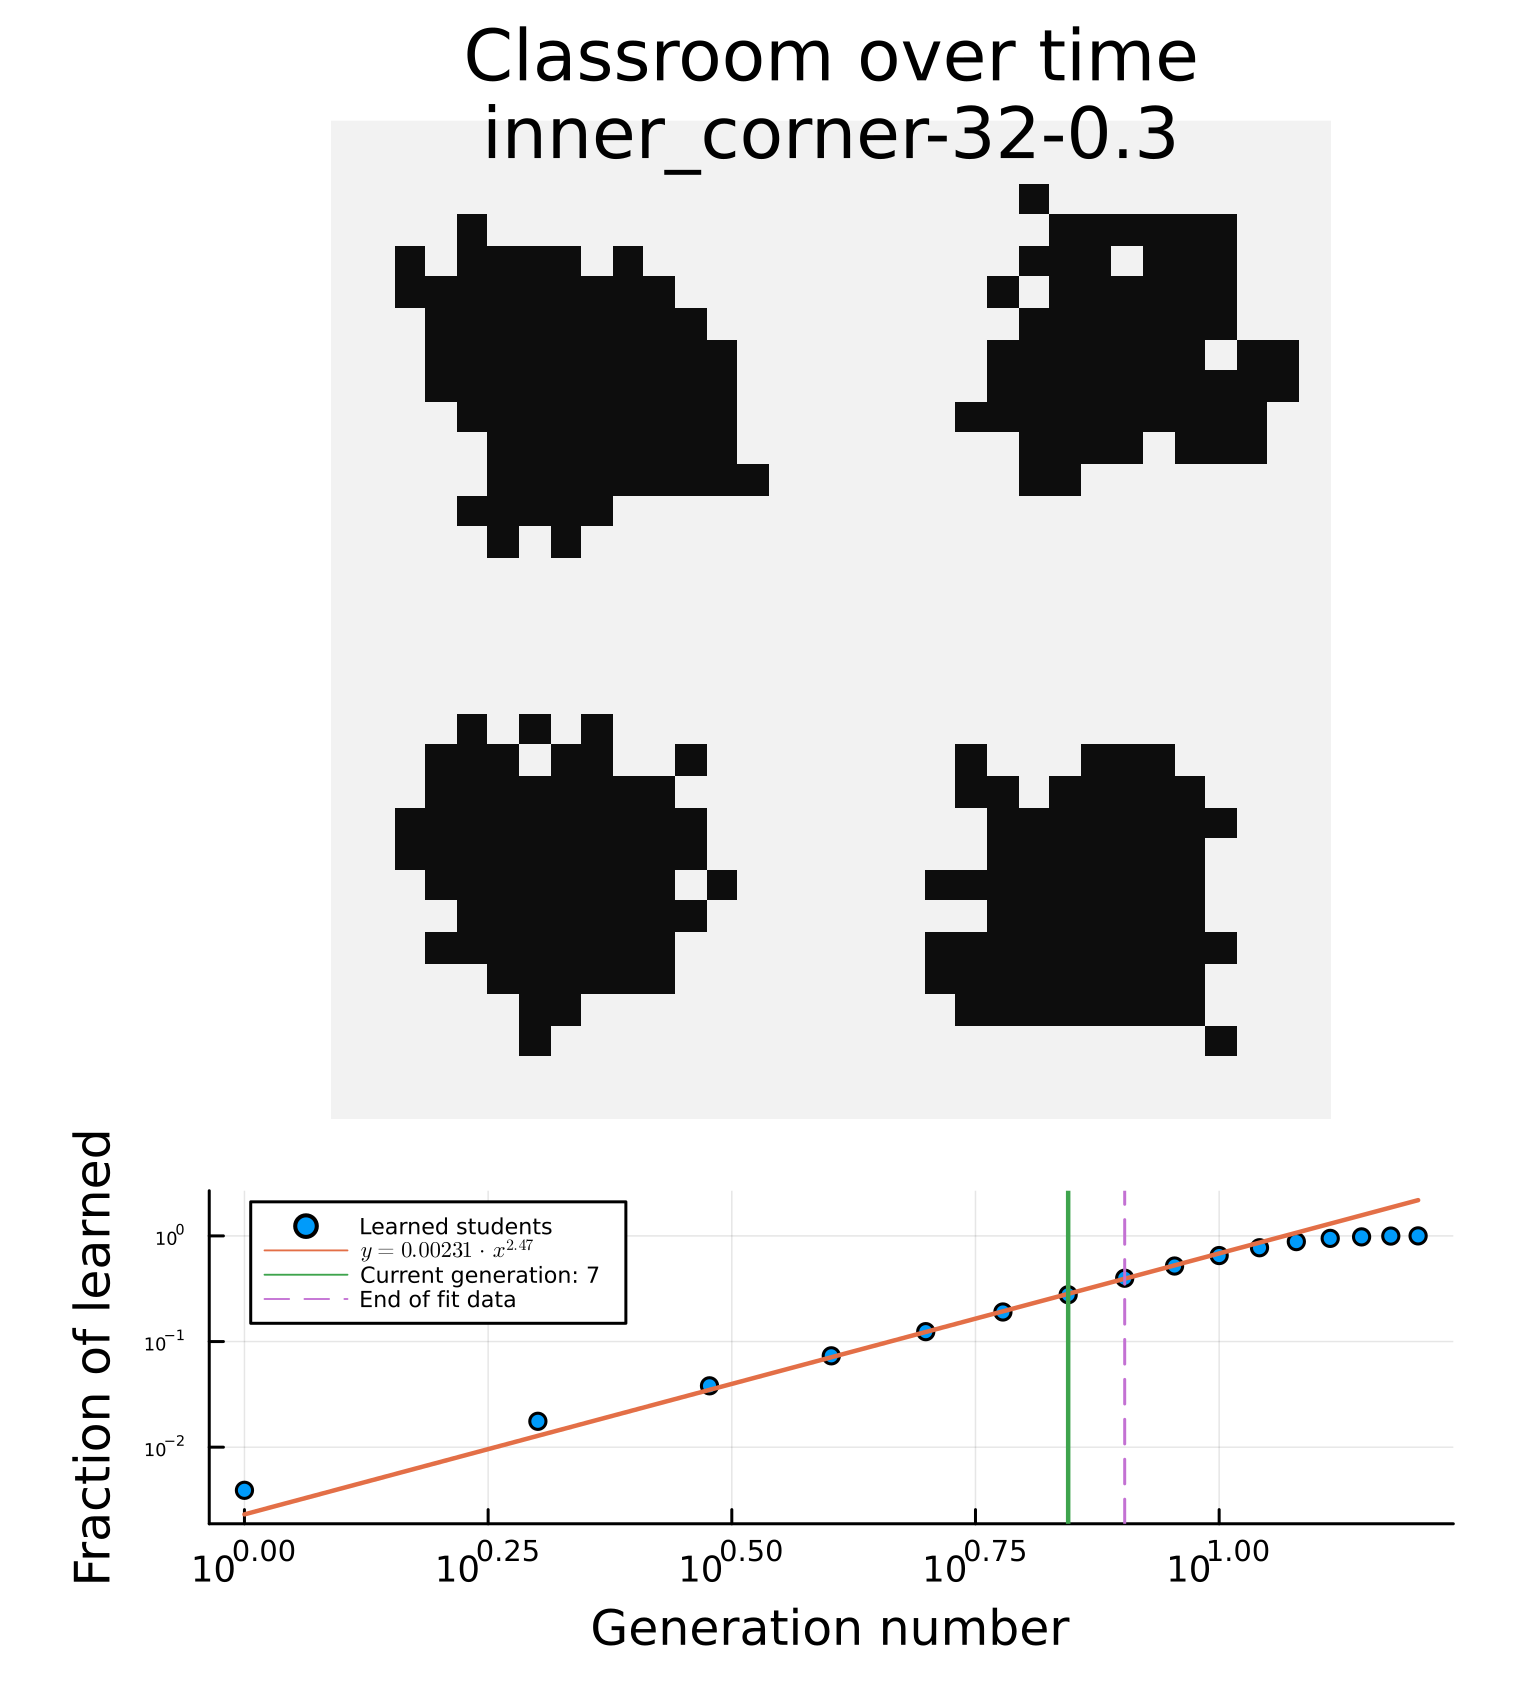 Classroom over time
inner_corner-32-0.3
Fraction of learned
10^0
10^-1
10^-2
Learned students
y = 0.00231 · x^2.47
Current generation: 7
End of fit data
10^0.00 10^0.25 10^0.50 10^0.75 10^1.00
Generation number